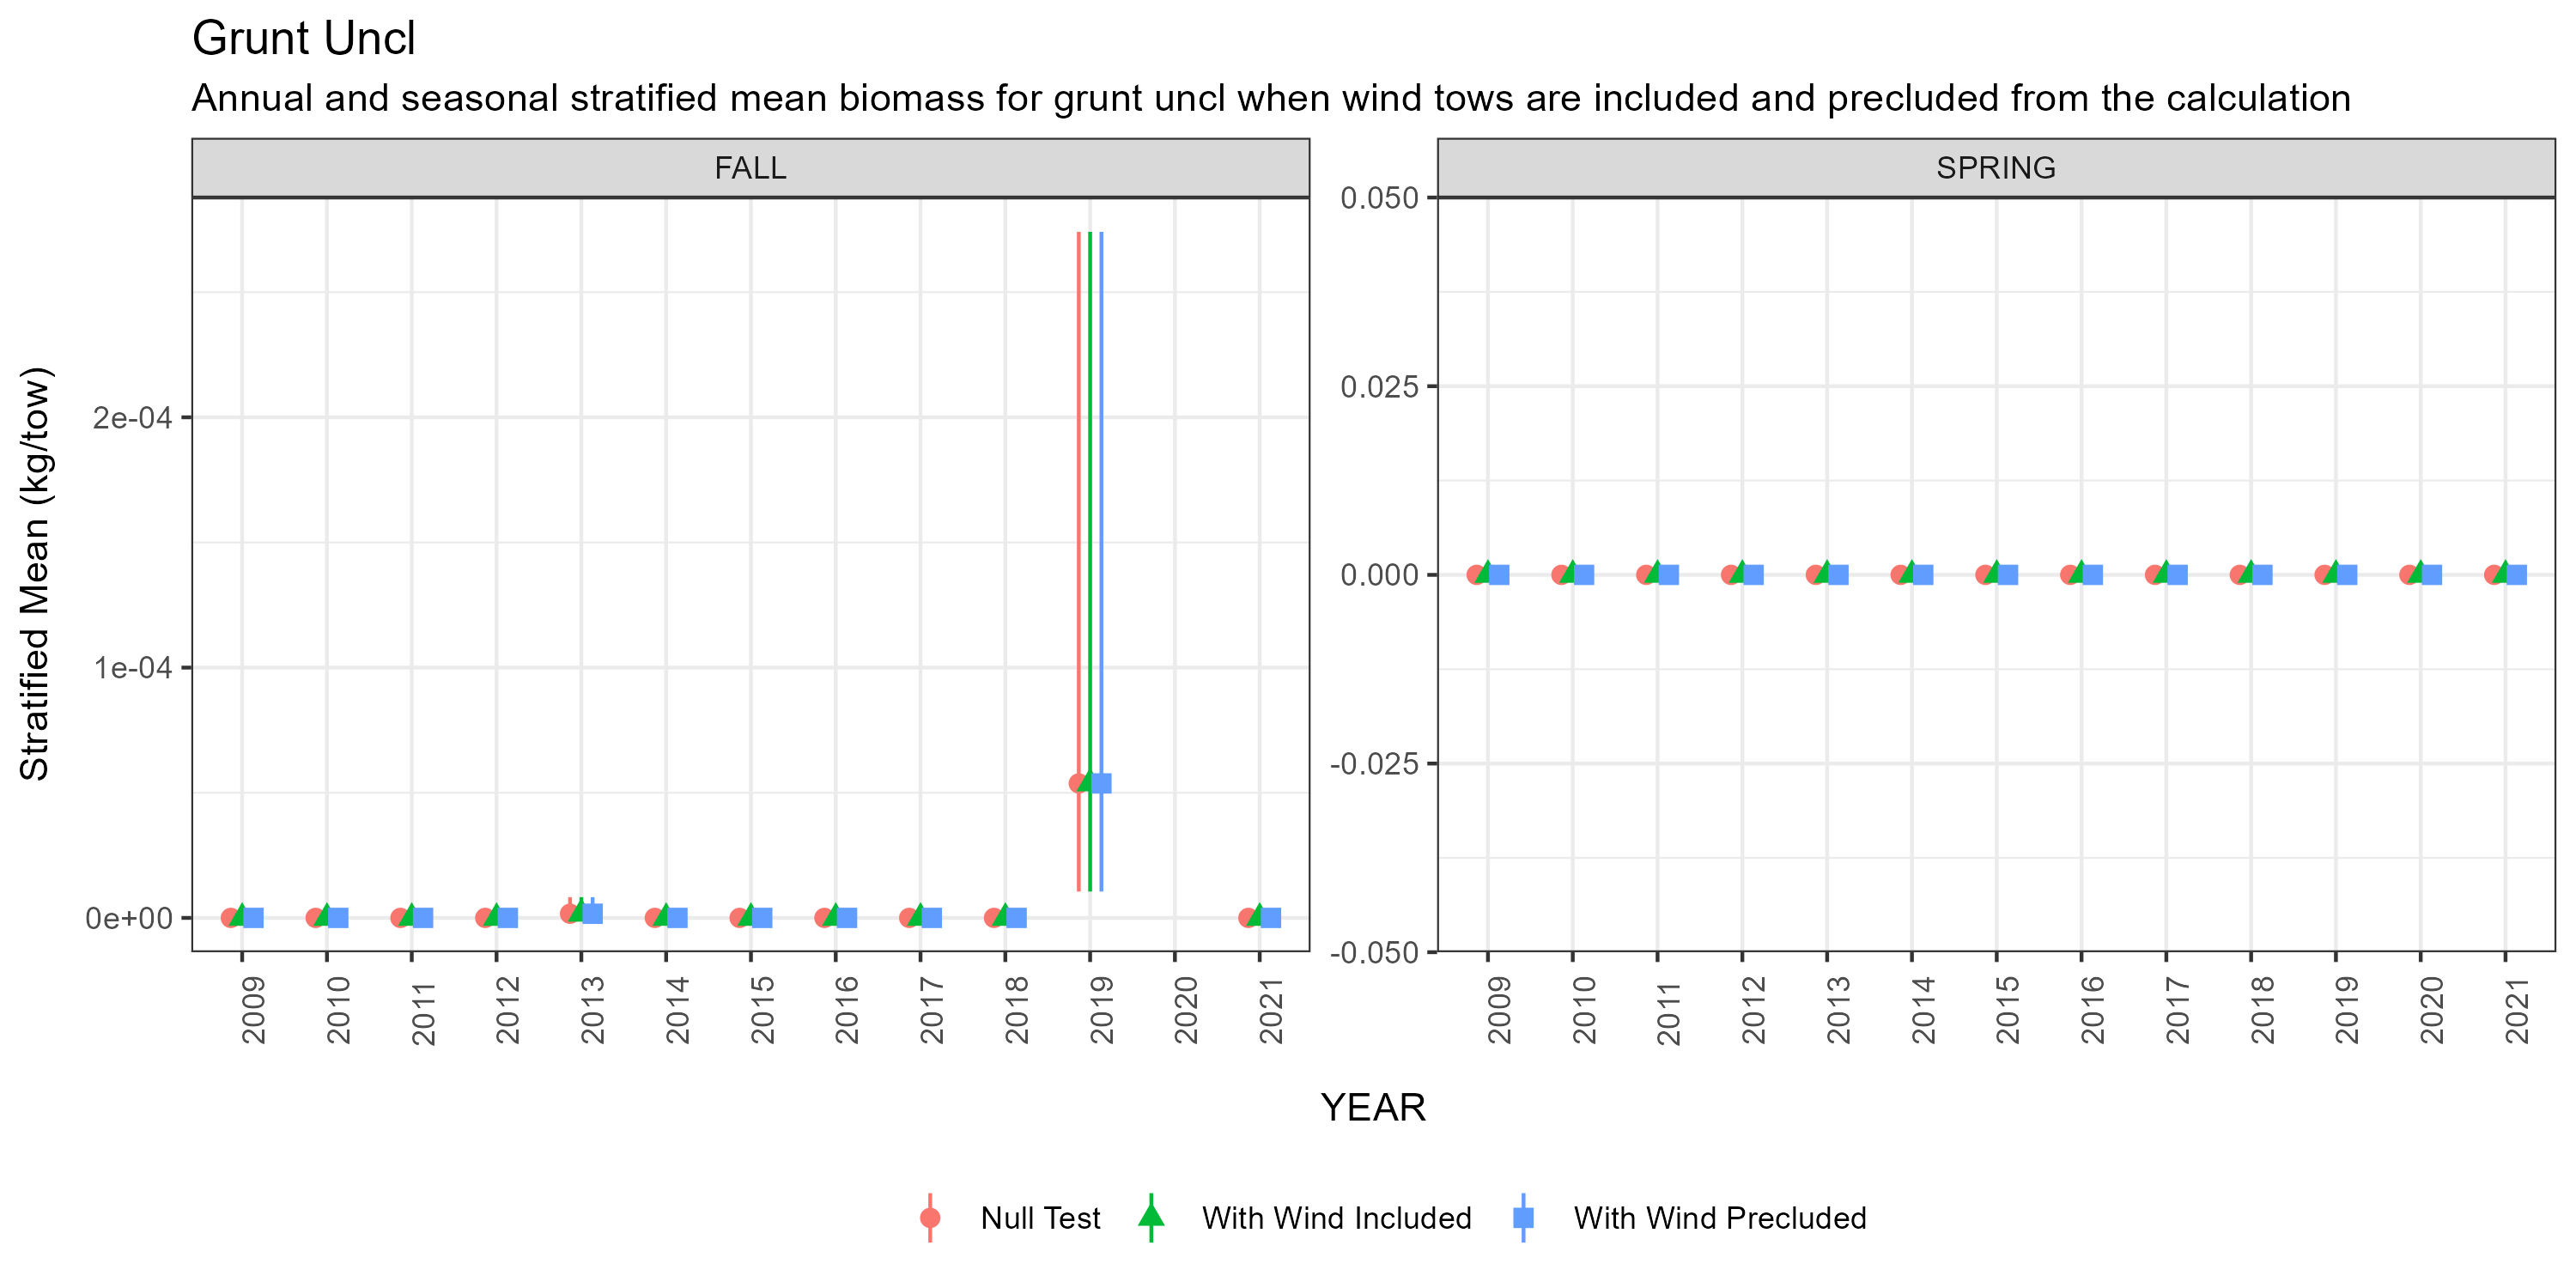 Grunt Uncl
Annual and seasonal stratified mean biomass for grunt uncl when wind tows are included and precluded from the calculation
FALL
SPRING
Stratified Mean (kg/tow)
2e-04
1e-04
0e+00
0.050
0.025
0.000
-0.025
-0.050
2009
2010
2011
2012
2013
2014
2015
2016
2017
2018
2019
2020
2021
2009
2010
2011
2012
2013
2014
2015
2016
2017
2018
2019
2020
2021
YEAR
Null Test
With Wind Included
With Wind Precluded